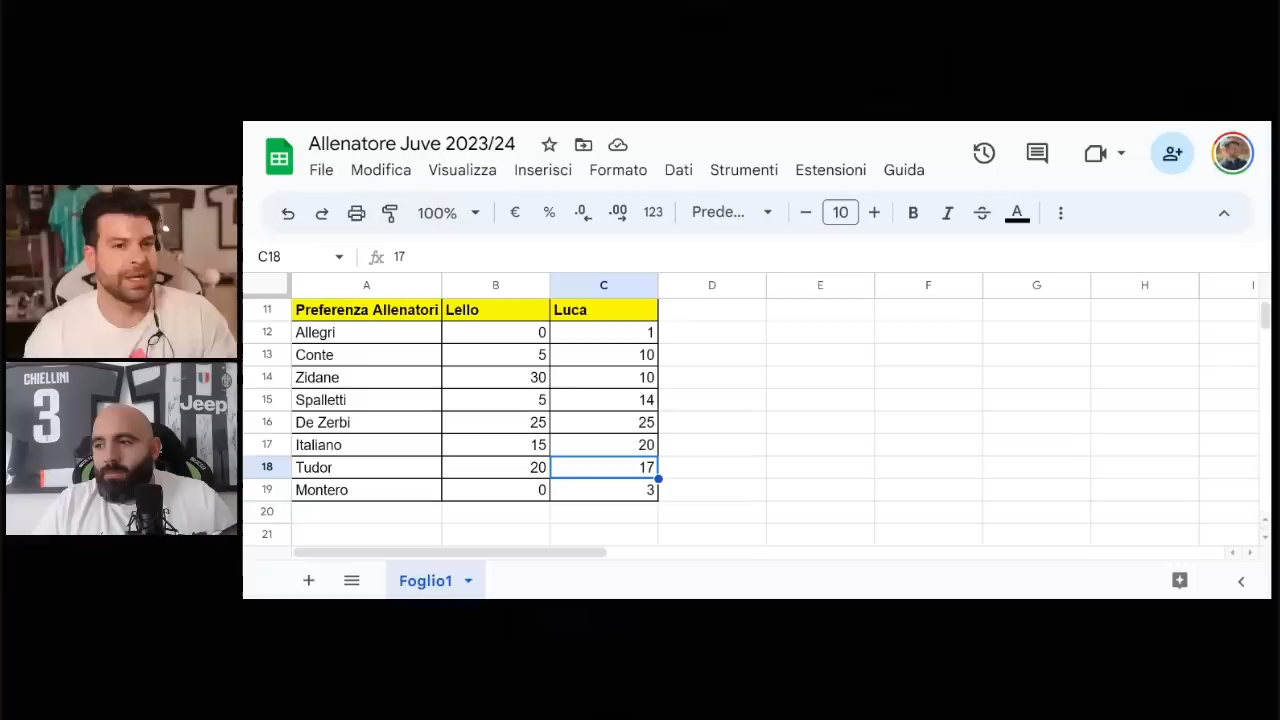 Allenatore Juve 2023/24
File Modifica Visualizza Inserisci Formato Dati Strumenti Estensioni Guida
100% € % .0 .00 123 Prede... 10 B I A
C18 fx 17
A B C D E F G H I
11 Preferenza Allenatori Lello Luca
12 Allegri 0 1
13 Conte 5 10
14 Zidane 30 10
15 Spalletti 5 14
16 De Zerbi 25 25
17 Italiano 15 20
18 Tudor 20 17
19 Montero 0 3
20
21
Foglio1
CHIELLINI
3
Jeep